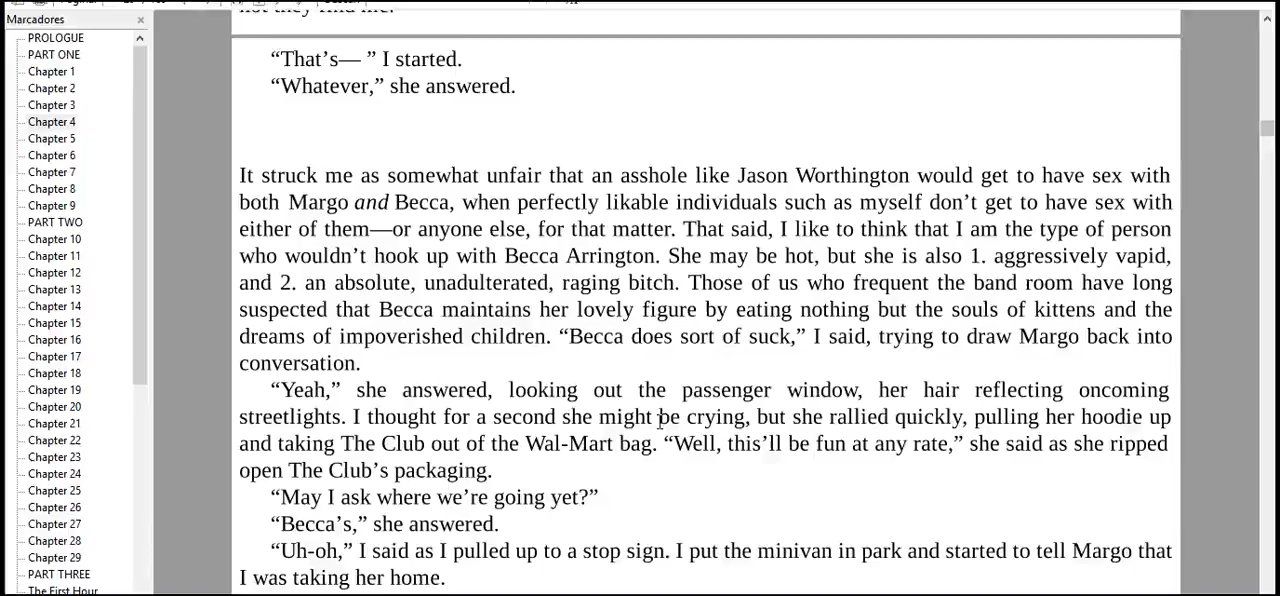 Marcadores
PROLOGUE
PART ONE
Chapter 1
Chapter 2
Chapter 3
Chapter 4
Chapter 5
Chapter 6
Chapter 7
Chapter 8
Chapter 9
PART TWO
Chapter 10
Chapter 11
Chapter 12
Chapter 13
Chapter 14
Chapter 15
Chapter 16
Chapter 17
Chapter 18
Chapter 19
Chapter 20
Chapter 21
Chapter 22
Chapter 23
Chapter 24
Chapter 25
Chapter 26
Chapter 27
Chapter 28
Chapter 29
PART THREE
The First Hour
not they find me.
“That’s— ” I started.
“Whatever,” she answered.
It struck me as somewhat unfair that an asshole like Jason Worthington would get to have sex with
both Margo and Becca, when perfectly likable individuals such as myself don’t get to have sex with
either of them—or anyone else, for that matter. That said, I like to think that I am the type of person
who wouldn’t hook up with Becca Arrington. She may be hot, but she is also 1. aggressively vapid,
and 2. an absolute, unadulterated, raging bitch. Those of us who frequent the band room have long
suspected that Becca maintains her lovely figure by eating nothing but the souls of kittens and the
dreams of impoverished children. “Becca does sort of suck,” I said, trying to draw Margo back into
conversation.
“Yeah,” she answered, looking out the passenger window, her hair reflecting oncoming
streetlights. I thought for a second she might be crying, but she rallied quickly, pulling her hoodie up
and taking The Club out of the Wal-Mart bag. “Well, this’ll be fun at any rate,” she said as she ripped
open The Club’s packaging.
“May I ask where we’re going yet?”
“Becca’s,” she answered.
“Uh-oh,” I said as I pulled up to a stop sign. I put the minivan in park and started to tell Margo that
I was taking her home.